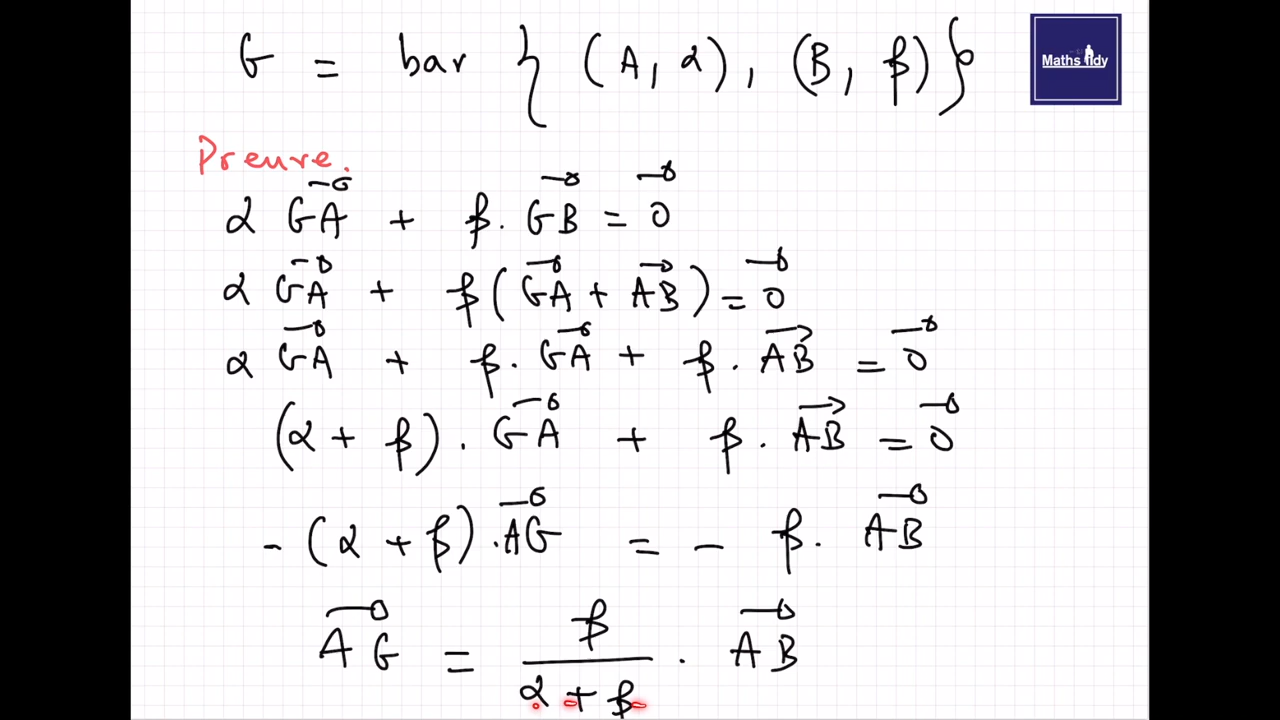 G = bar { (A, α), (B, β) }
Maths tidy
Preuve.
α GA⃗ + β. GB⃗ = 0⃗
α GA⃗ + β( GA⃗ + AB⃗ ) = 0⃗
α GA⃗ + β. GA⃗ + β. AB⃗ = 0⃗
(α + β). GA⃗ + β. AB⃗ = 0⃗
- (α + β). AG⃗ = - β. AB⃗
AG⃗ = β / (α + β) . AB⃗